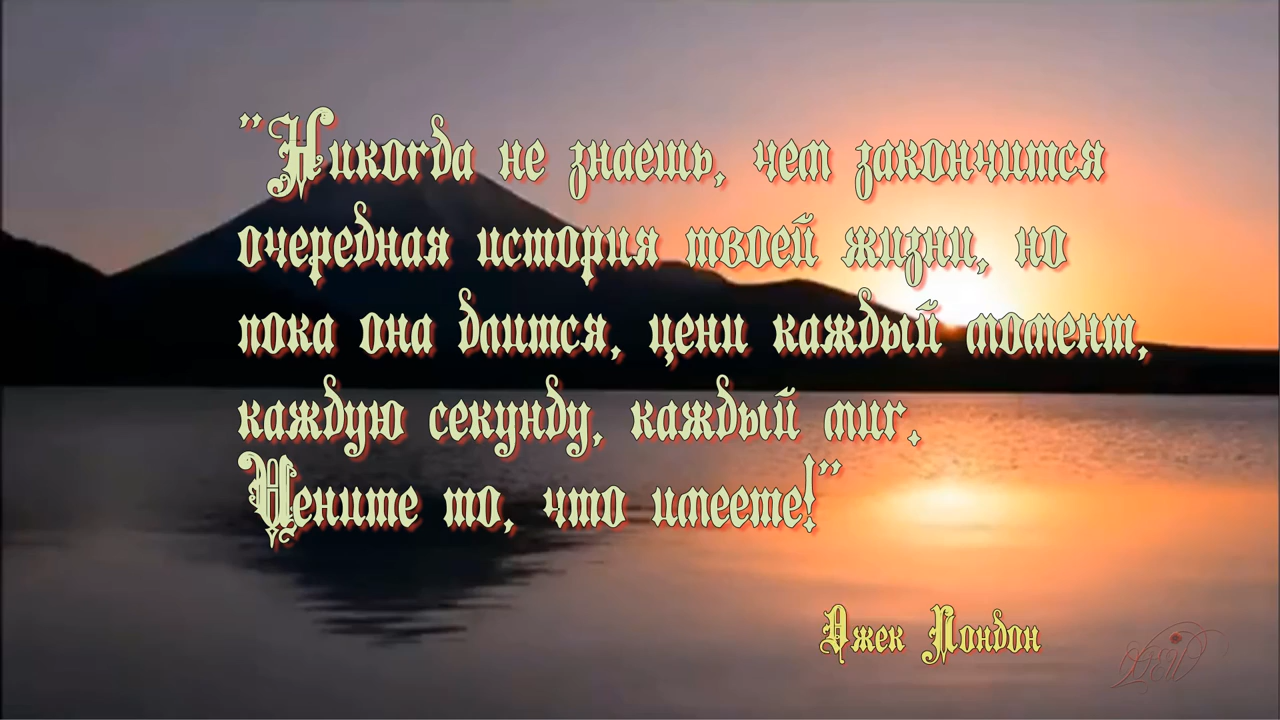 "Никогда не знаешь, чем закончится
очередная история твоей жизни, но
пока она длится, цени каждый момент,
каждую секунду, каждый миг.
Цените то, что имеете!"
Джек Лондон